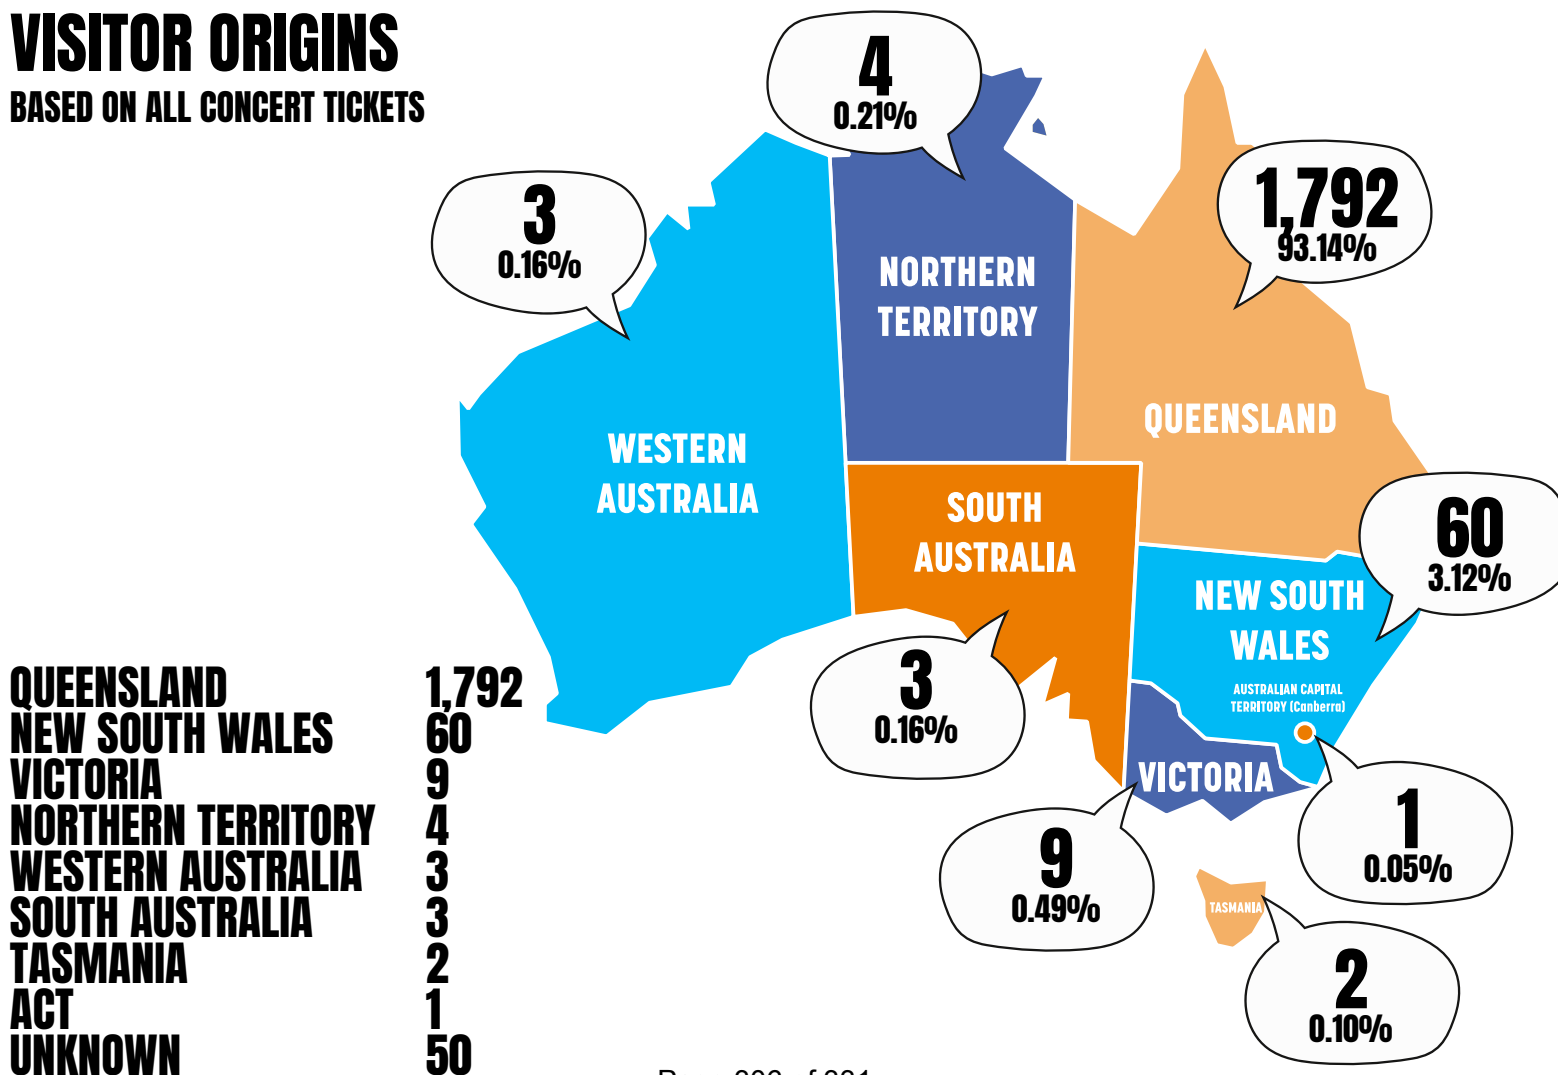 VISITOR ORIGINS
BASED ON ALL CONCERT TICKETS
4
0.21%
3
0.16%
1,792
93.14%
NORTHERN
TERRITORY
QUEENSLAND
WESTERN
AUSTRALIA
SOUTH
AUSTRALIA
60
3.12%
NEW SOUTH
WALES
AUSTRALIAN CAPITAL
TERRITORY (Canberra)
3
0.16%
VICTORIA
1
0.05%
9
0.49%
TASMANIA
2
0.10%
QUEENSLAND 1,792
NEW SOUTH WALES 60
VICTORIA 9
NORTHERN TERRITORY 4
WESTERN AUSTRALIA 3
SOUTH AUSTRALIA 3
TASMANIA 2
ACT 1
UNKNOWN 50